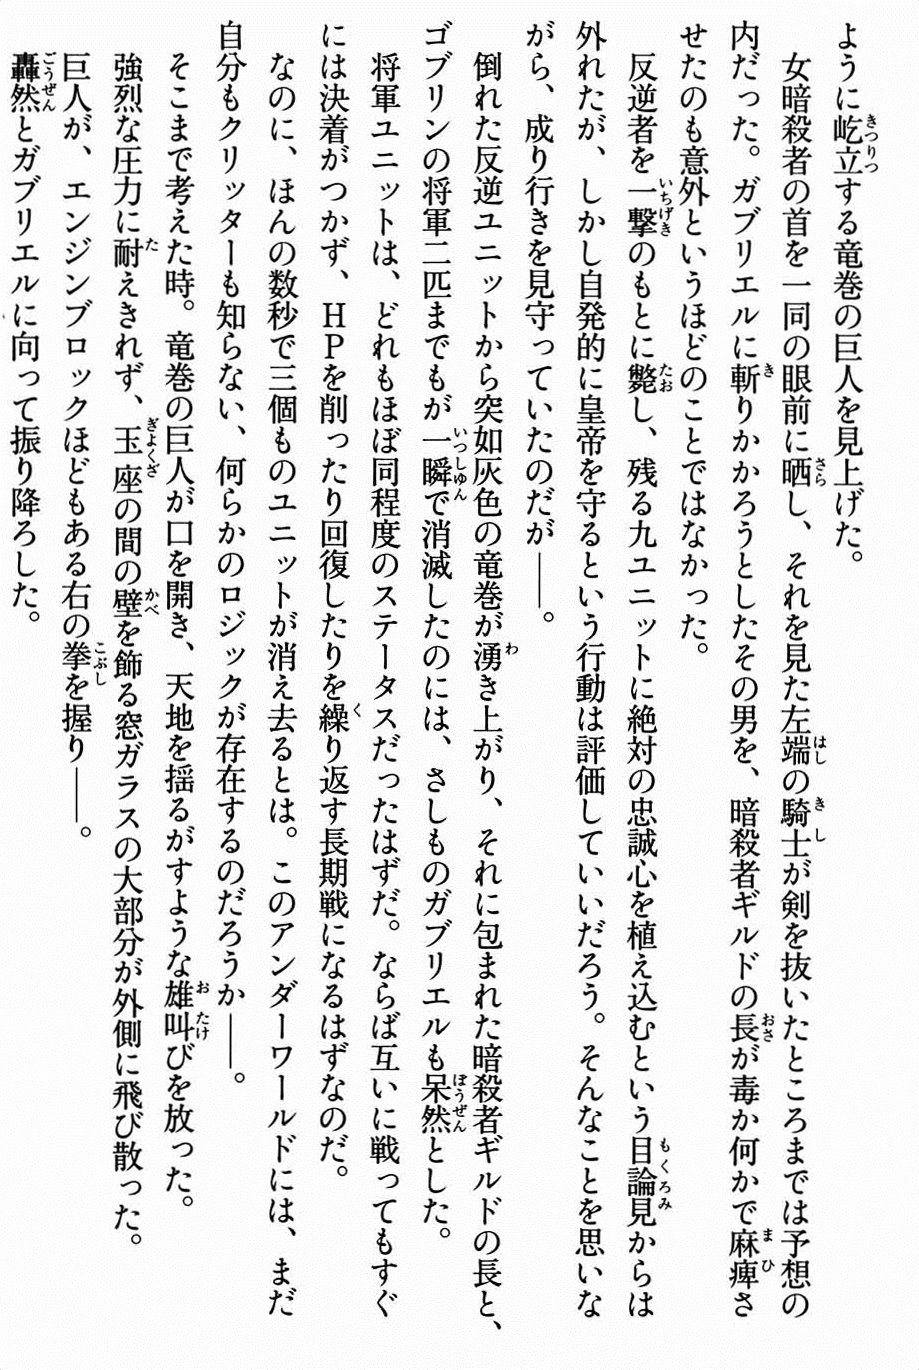 ように屹立する竜巻の巨人を見上げた。
女暗殺者の首を一同の眼前に晒し、それを見た左端の騎士が剣を抜いたところまでは予想の
内だった。ガブリエルに斬りかかろうとしたその男を、暗殺者ギルドの長が毒か何かで麻痺さ
せたのも意外というほどのことではなかった。
反逆者を一撃のもとに斃し、残る九ユニットに絶対の忠誠心を植え込むという目論見からは
外れたが、しかし自発的に皇帝を守るという行動は評価していいだろう。そんなことを思いな
がら、成り行きを見守っていたのだが――。
倒れた反逆ユニットから突如灰色の竜巻が湧き上がり、それに包まれた暗殺者ギルドの長と、
ゴブリンの将軍二匹までもが一瞬で消滅したのには、さしものガブリエルも呆然とした。
将軍ユニットは、どれもほぼ同程度のステータスだったはずだ。ならば互いに戦ってもすぐ
には決着がつかず、ＨＰを削ったり回復したりを繰り返す長期戦になるはずなのだ。
なのに、ほんの数秒で三個ものユニットが消え去るとは。このアンダーワールドには、まだ
自分もクリッターも知らない、何らかのロジックが存在するのだろうか――。
そこまで考えた時。竜巻の巨人が口を開き、天地を揺るがすような雄叫びを放った。
強烈な圧力に耐えきれず、玉座の間の壁を飾る窓ガラスの大部分が外側に飛び散った。
巨人が、エンジンブロックほどもある右の拳を握り――。
轟然とガブリエルに向って振り降ろした。